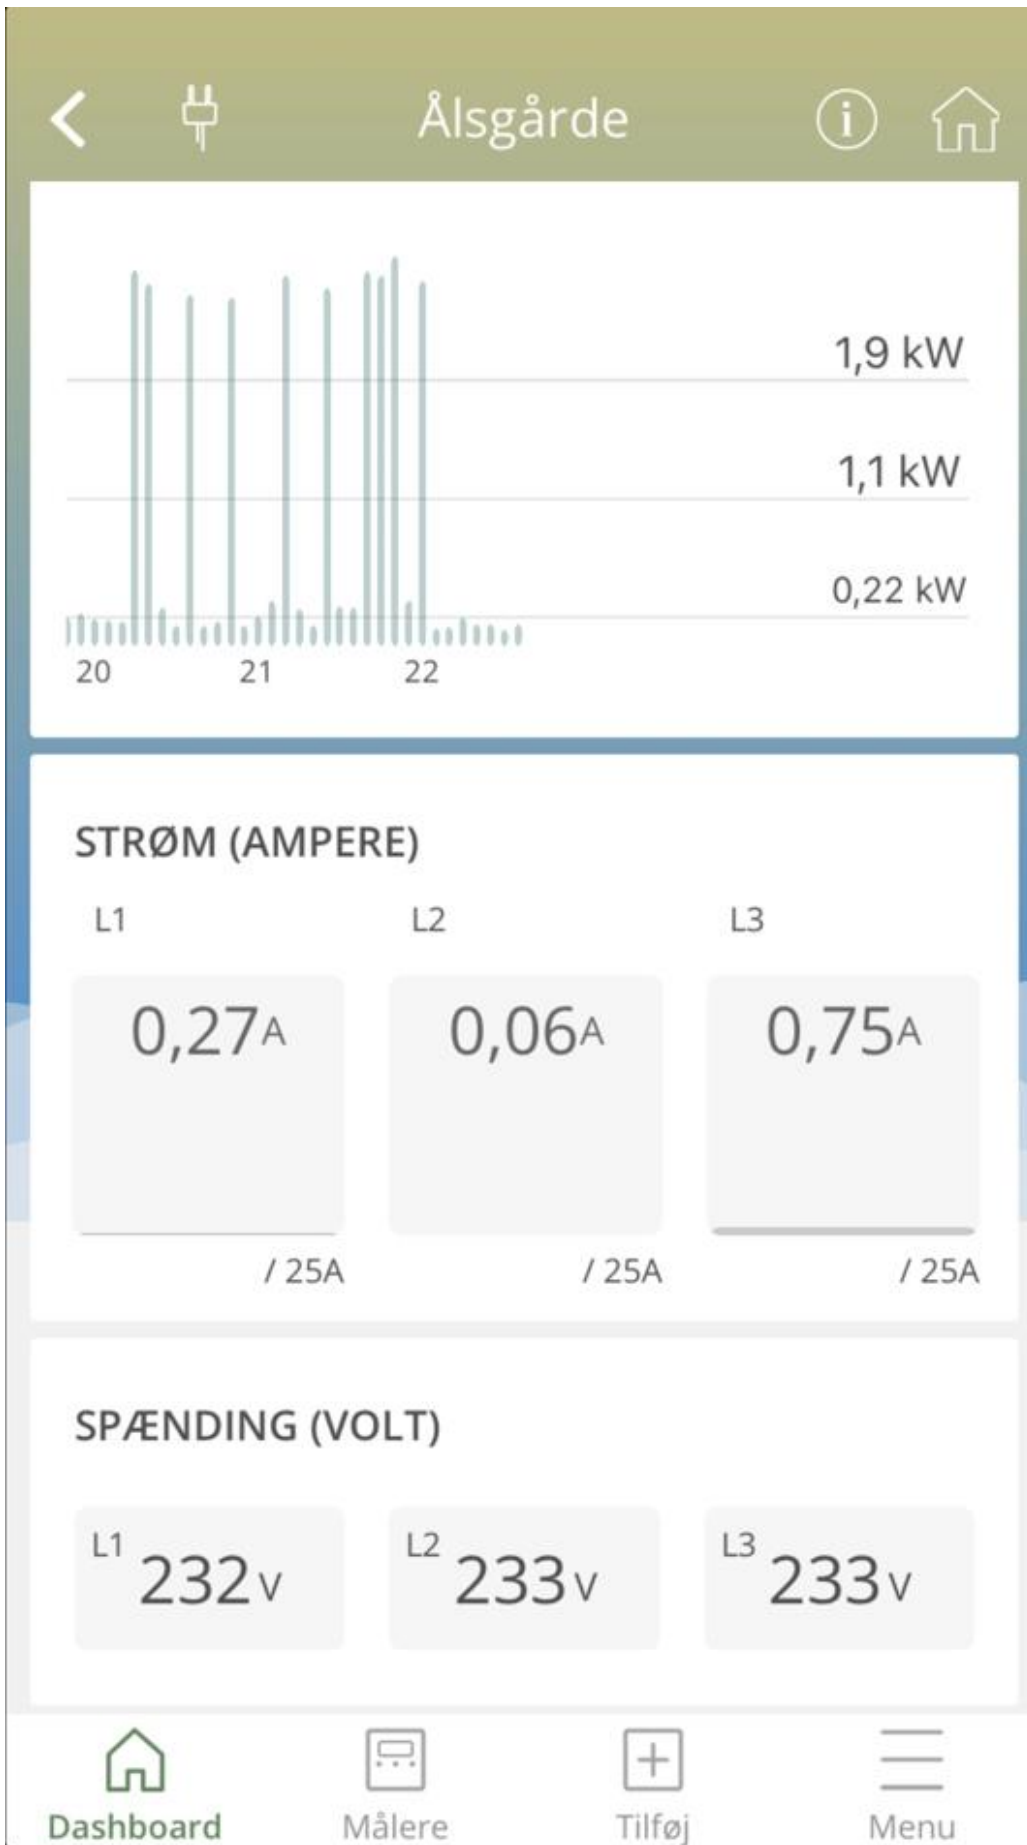 Ålsgårde
1,9 kW
1,1 kW
0,22 kW
20 21 22
STRØM (AMPERE)
L1 L2 L3
0,27A 0,06A 0,75A
/ 25A / 25A / 25A
SPÆNDING (VOLT)
L1 232V L2 233V L3 233V
Dashboard Målere Tilføj Menu